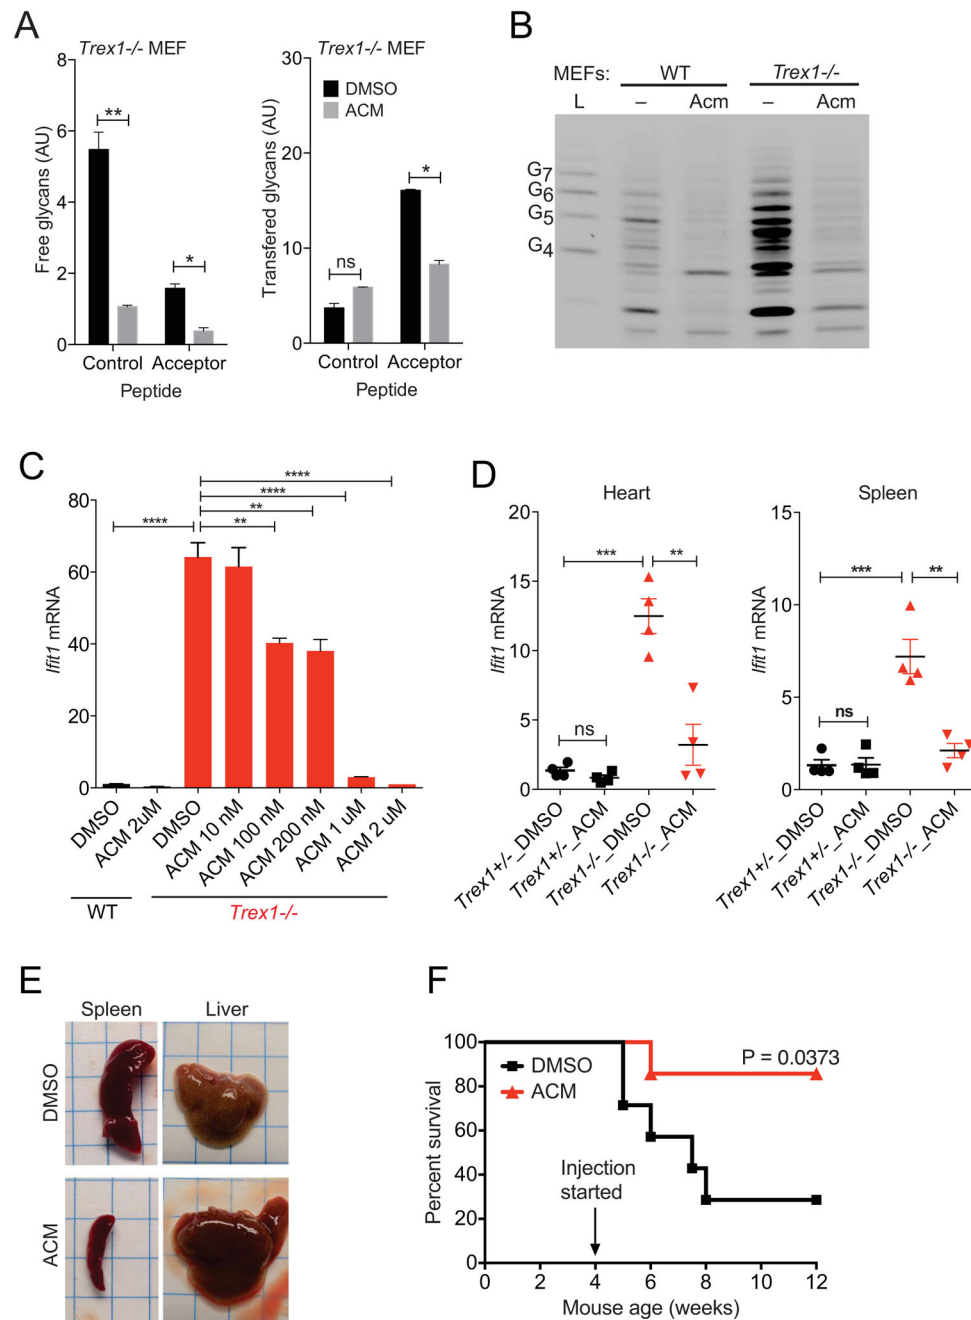 A
Trex1-/- MEF
8
6
4
2
0
Free glycans (AU)
**
*
Control
Acceptor
Peptide
Trex1-/- MEF
DMSO
ACM
30
20
10
0
Transfered glycans (AU)
ns
*
Control
Acceptor
Peptide
B
MEFs:
WT
Trex1-/-
L
–
Acm
–
Acm
G7
G6
G5
G4
C
80
60
40
20
0
Ifit1 mRNA
****
****
**
****
**
DMSO
ACM 2uM
DMSO
ACM 10 nM
ACM 100 nM
ACM 200 nM
ACM 1 uM
ACM 2 uM
WT
Trex1-/-
D
Heart
20
15
10
5
0
Ifit1 mRNA
***
**
ns
Trex1+/-_DMSO
Trex1+/-_ACM
Trex1-/-_DMSO
Trex1-/-_ACM
Spleen
15
10
5
0
Ifit1 mRNA
***
**
ns
Trex1+/-_DMSO
Trex1+/-_ACM
Trex1-/-_DMSO
Trex1-/-_ACM
E
Spleen
Liver
DMSO
ACM
F
100
80
60
40
20
0
Percent survival
DMSO
ACM
P = 0.0373
Injection
started
0
2
4
6
8
10
12
Mouse age (weeks)